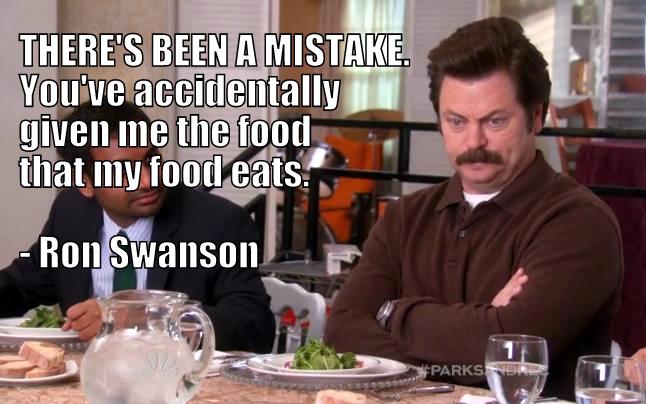 THERE'S BEEN A MISTAKE.
You've accidentally
given me the food
that my food eats.
- Ron Swanson